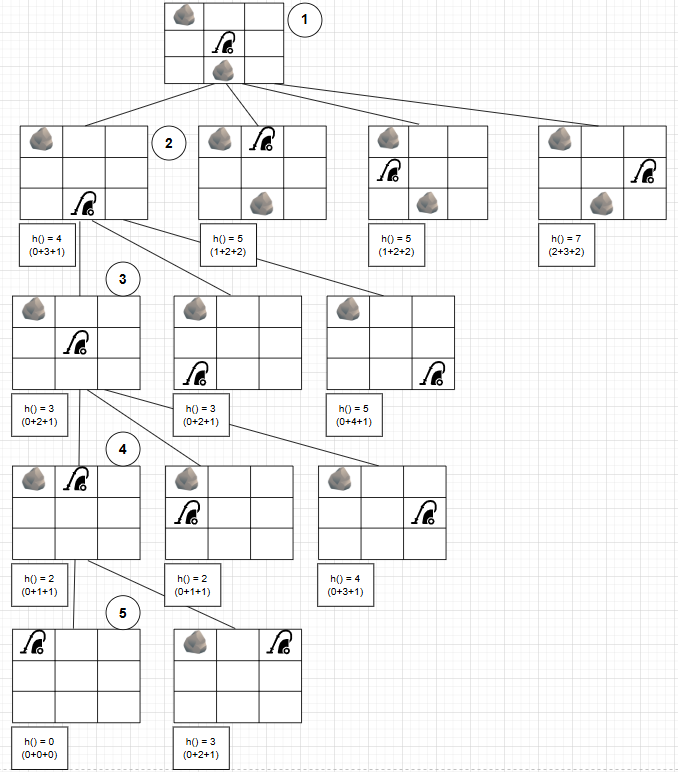 1
2
h() = 4
(0+3+1)
h() = 5
(1+2+2)
h() = 5
(1+2+2)
h() = 7
(2+3+2)
3
h() = 3
(0+2+1)
h() = 3
(0+2+1)
h() = 5
(0+4+1)
4
h() = 2
(0+1+1)
h() = 2
(0+1+1)
h() = 4
(0+3+1)
5
h() = 0
(0+0+0)
h() = 3
(0+2+1)